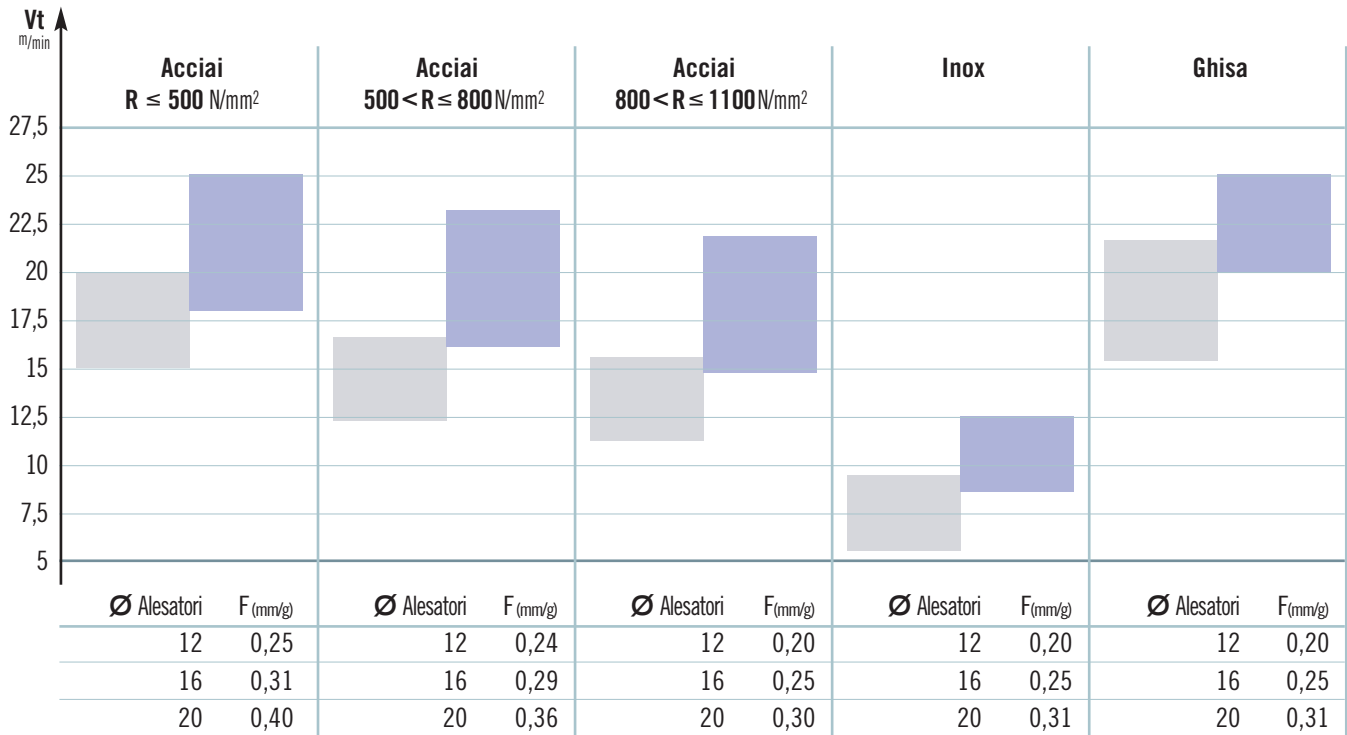 Vt
m/min
Acciai Acciai Acciai Inox Ghisa
R ≤ 500 N/mm² 500<R≤800 N/mm² 800<R≤1100 N/mm²
27,5
25
22,5
20
17,5
15
12,5
10
7,5
5
Ø Alesatori F (mm/g) Ø Alesatori F (mm/g) Ø Alesatori F(mm/g) Ø Alesatori F(mm/g) Ø Alesatori F(mm/g)
12 0,25 12 0,24 12 0,20 12 0,20 12 0,20
16 0,31 16 0,29 16 0,25 16 0,25 16 0,25
20 0,40 20 0,36 20 0,30 20 0,31 20 0,31